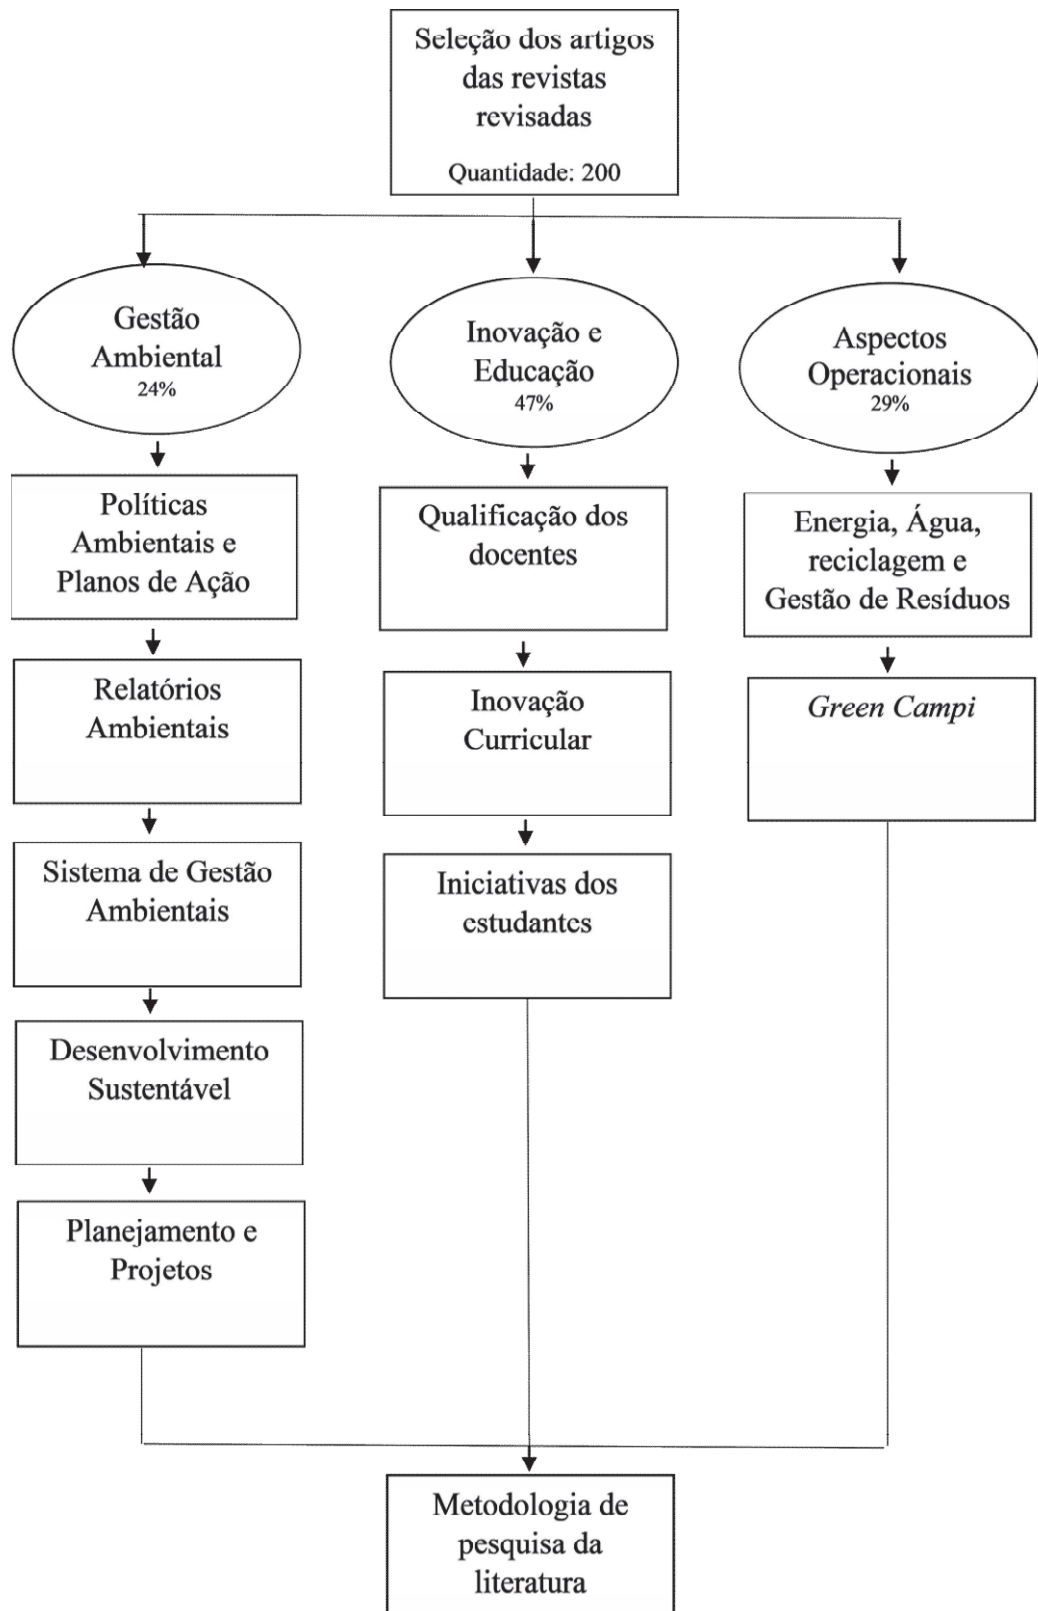 Seleção dos artigos
das revistas
revisadas
Quantidade: 200
Gestão
Ambiental
24%
Inovação e
Educação
47%
Aspectos
Operacionais
29%
Políticas
Ambientais e
Planos de Ação
Qualificação dos
docentes
Energia, Água,
reciclagem e
Gestão de Resíduos
Relatórios
Ambientais
Inovação
Curricular
Green Campi
Sistema de Gestão
Ambientais
Iniciativas dos
estudantes
Desenvolvimento
Sustentável
Planejamento e
Projetos
Metodologia de
pesquisa da
literatura